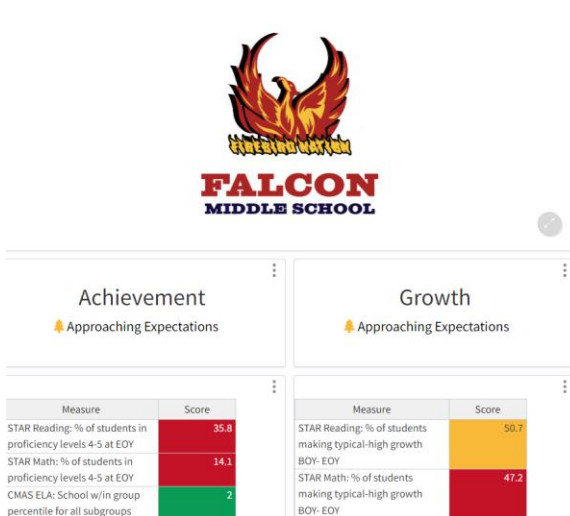 FIREBIRD NATION
FALCON
MIDDLE SCHOOL
Achievement
Approaching Expectations
Growth
Approaching Expectations
Measure Score
STAR Reading: % of students in 35.8
proficiency levels 4-5 at EOY
STAR Math: % of students in 14.1
proficiency levels 4-5 at EOY
CMAS ELA: School w/in group 2
percentile for all subgroups
Measure Score
STAR Reading: % of students 50.7
making typical-high growth
BOY- EOY
STAR Math: % of students 47.2
making typical-high growth
BOY- EOY